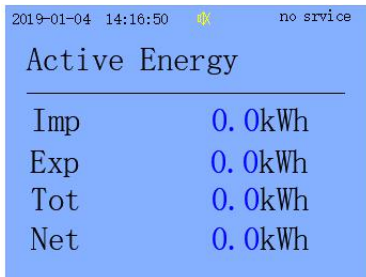 2019-01-04 14:16:50 no srvice
Active Energy
Imp 0.0kWh
Exp 0.0kWh
Tot 0.0kWh
Net 0.0kWh